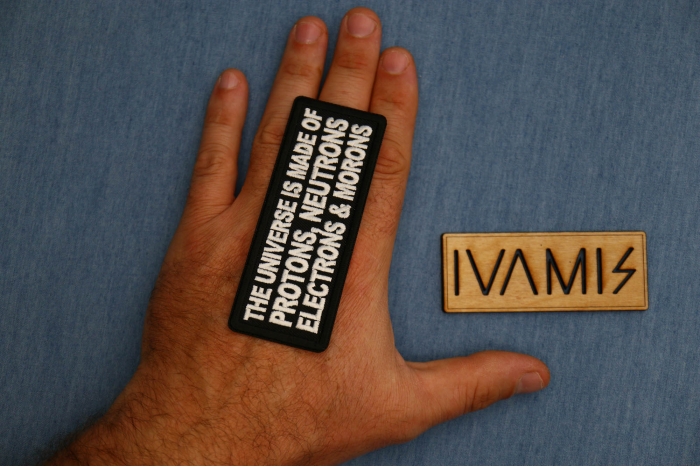 THE UNIVERSE IS MADE OF
PROTONS, NEUTRONS
ELECTRONS & MORONS
IVAMIS